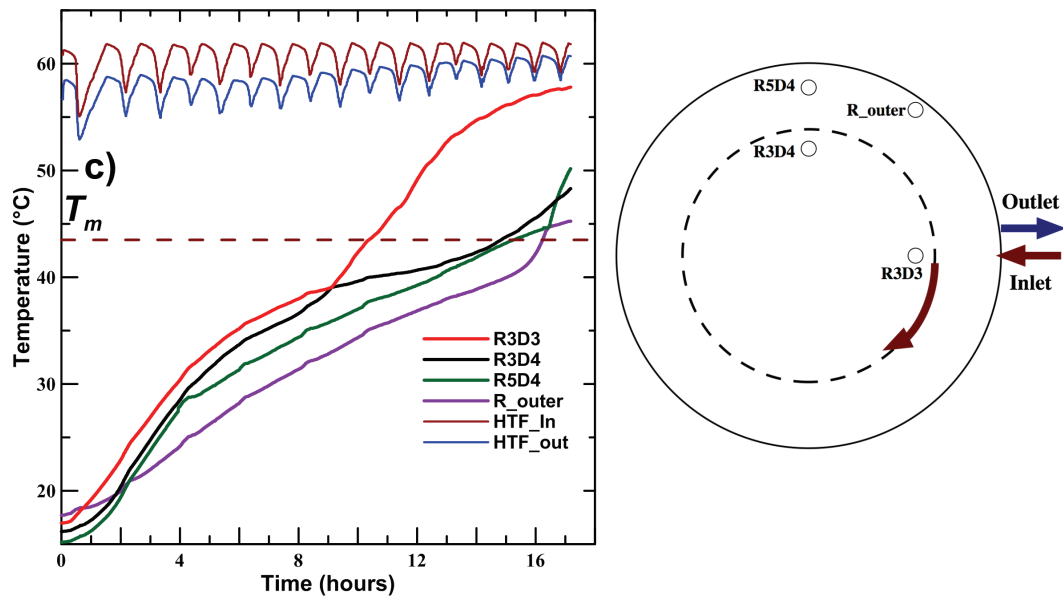 60
50
40
30
20
Temperature (°C)
c)
Tm
R3D3
R3D4
R5D4
R_outer
HTF_In
HTF_out
0
4
8
12
16
Time (hours)
R5D4
R_outer
R3D4
R3D3
Outlet
Inlet